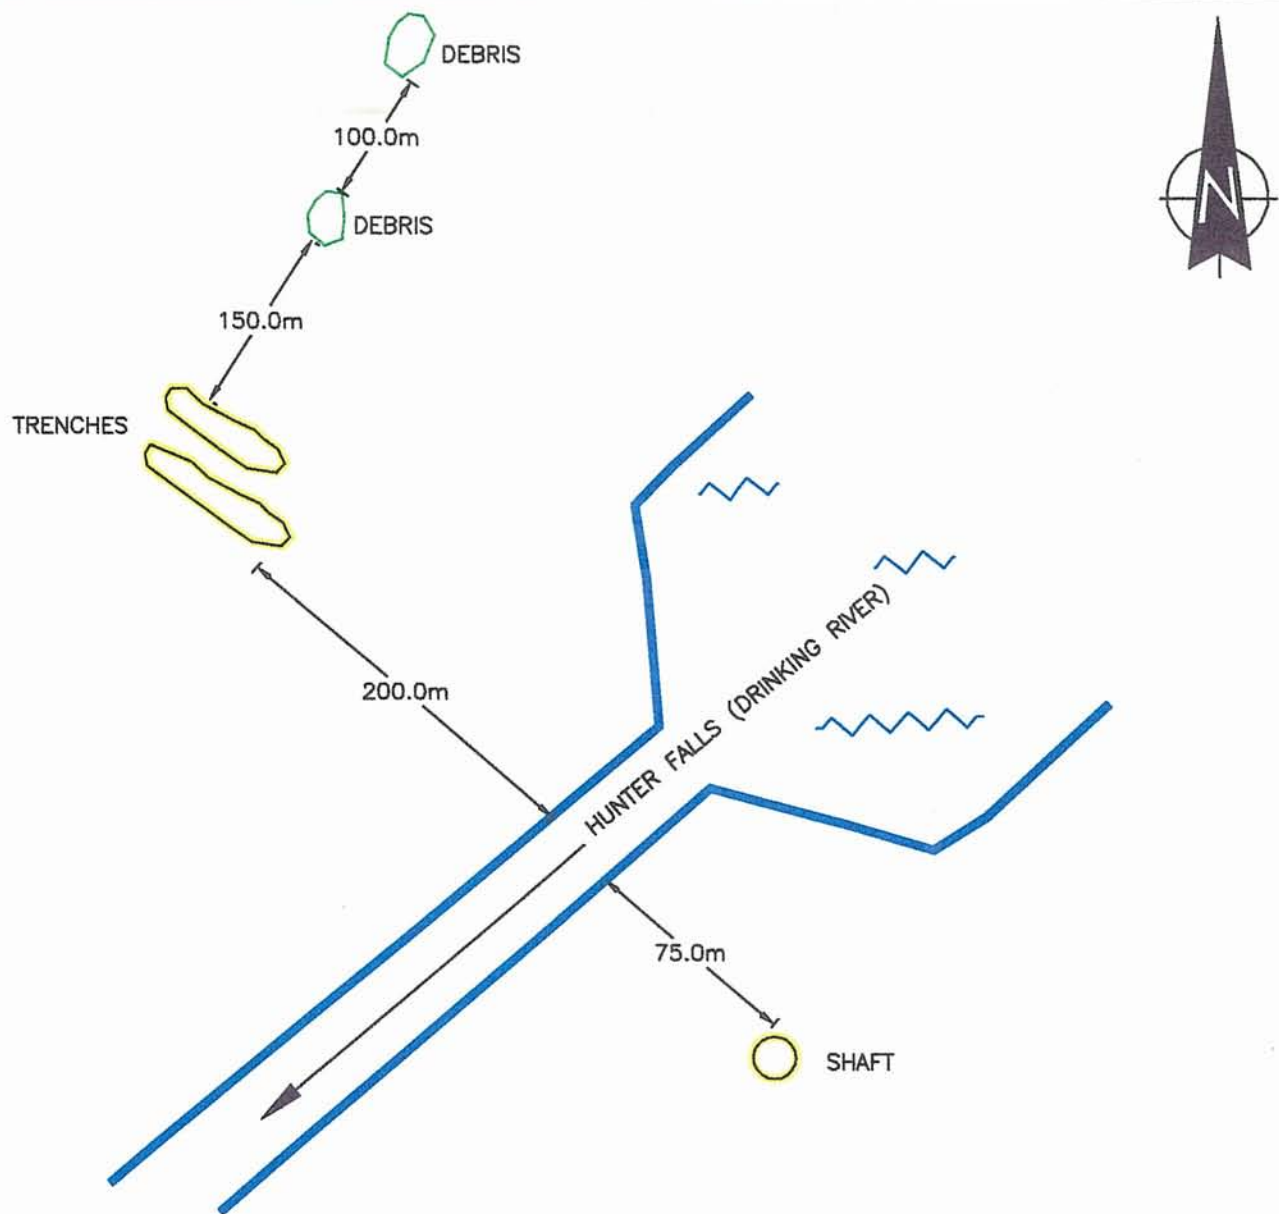 DEBRIS
100.0m
DEBRIS
150.0m
TRENCHES
200.0m
HUNTER FALLS (DRINKING RIVER)
75.0m
SHAFT
N